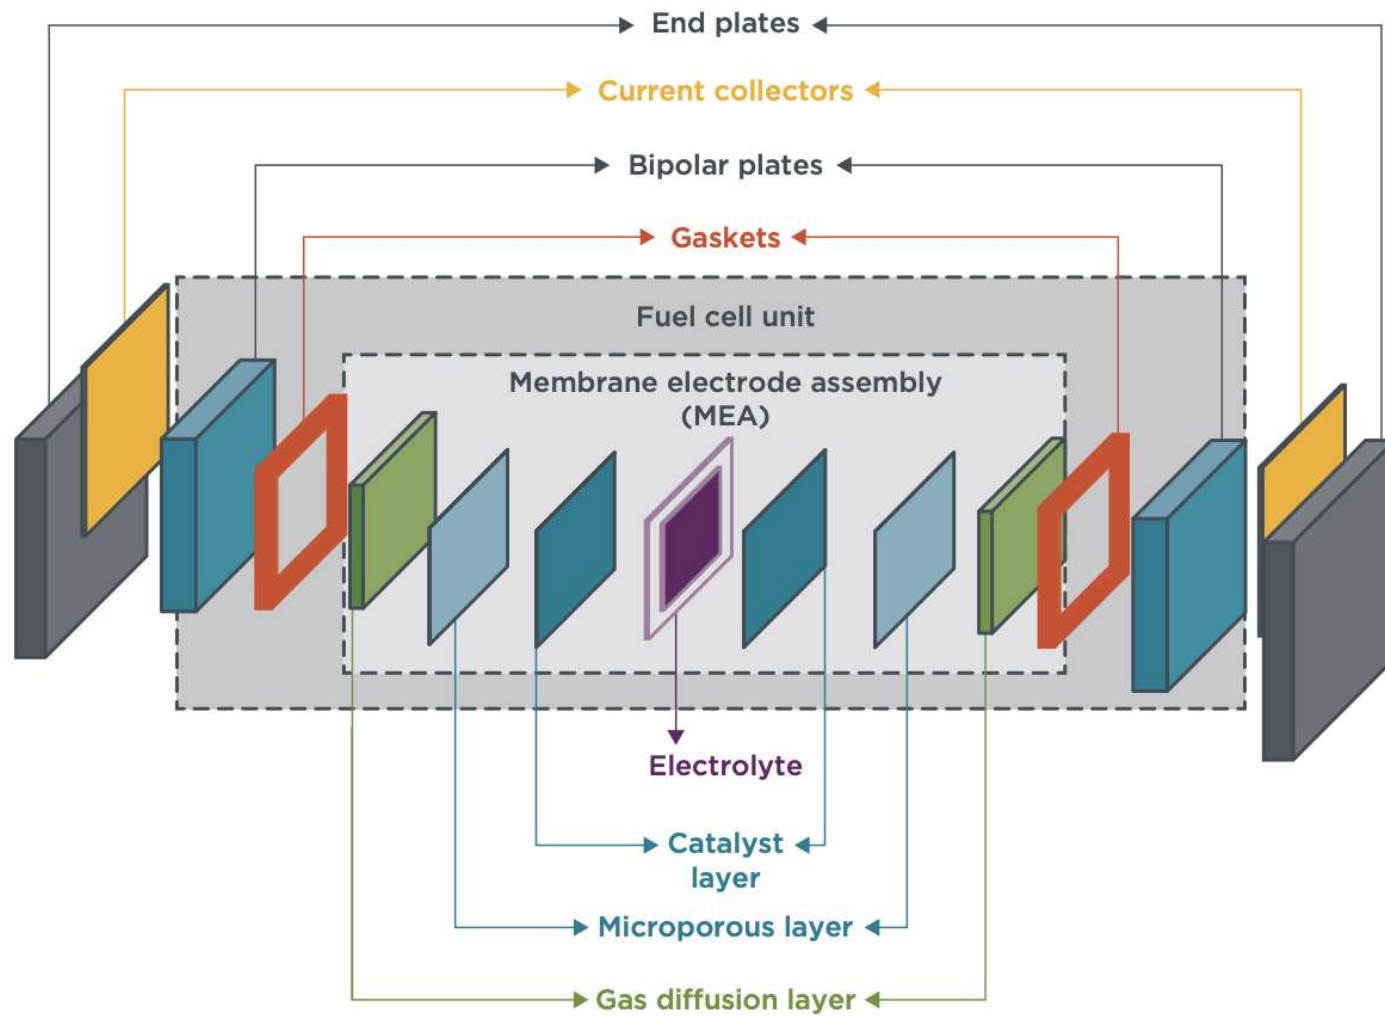 End plates
Current collectors
Bipolar plates
Gaskets
Fuel cell unit
Membrane electrode assembly
(MEA)
Electrolyte
Catalyst
layer
Microporous layer
Gas diffusion layer